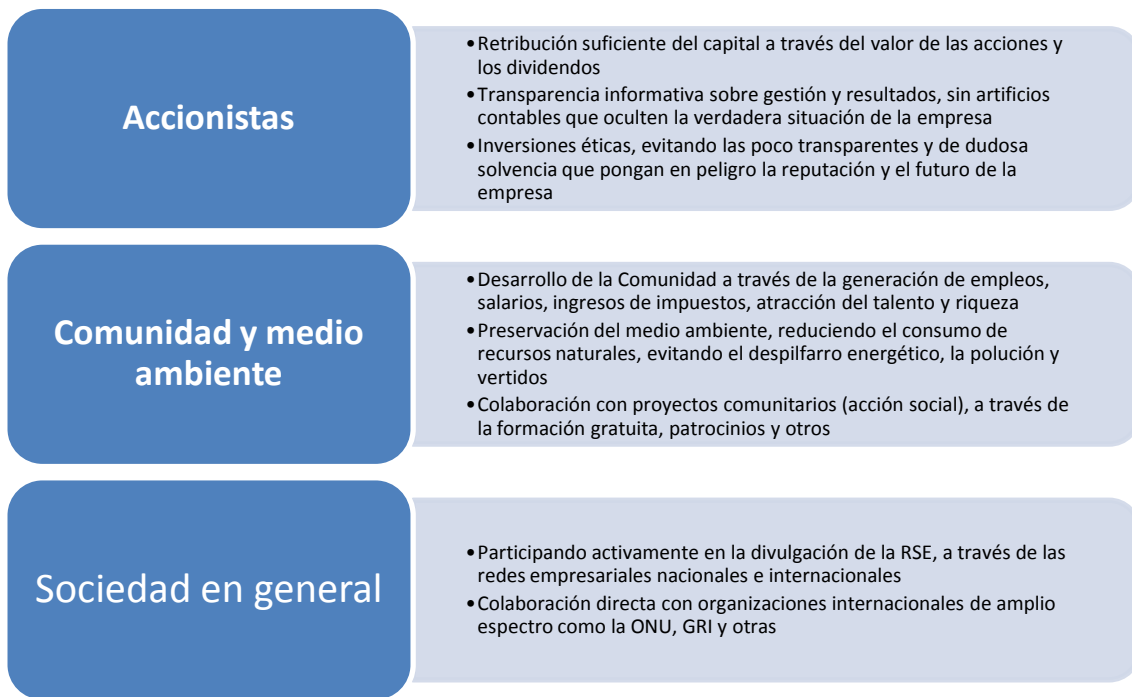 Accionistas
•Retribución suficiente del capital a través del valor de las acciones y
los dividendos
•Transparencia informativa sobre gestión y resultados, sin artificios
contables que oculten la verdadera situación de la empresa
•Inversiones éticas, evitando las poco transparentes y de dudosa
solvencia que pongan en peligro la reputación y el futuro de la
empresa
Comunidad y medio
ambiente
•Desarrollo de la Comunidad a través de la generación de empleos,
salarios, ingresos de impuestos, atracción del talento y riqueza
•Preservación del medio ambiente, reduciendo el consumo de
recursos naturales, evitando el despilfarro energético, la polución y
vertidos
•Colaboración con proyectos comunitarios (acción social), a través de
la formación gratuita, patrocinios y otros
Sociedad en general
•Participando activamente en la divulgación de la RSE, a través de las
redes empresariales nacionales e internacionales
•Colaboración directa con organizaciones internacionales de amplio
espectro como la ONU, GRI y otras